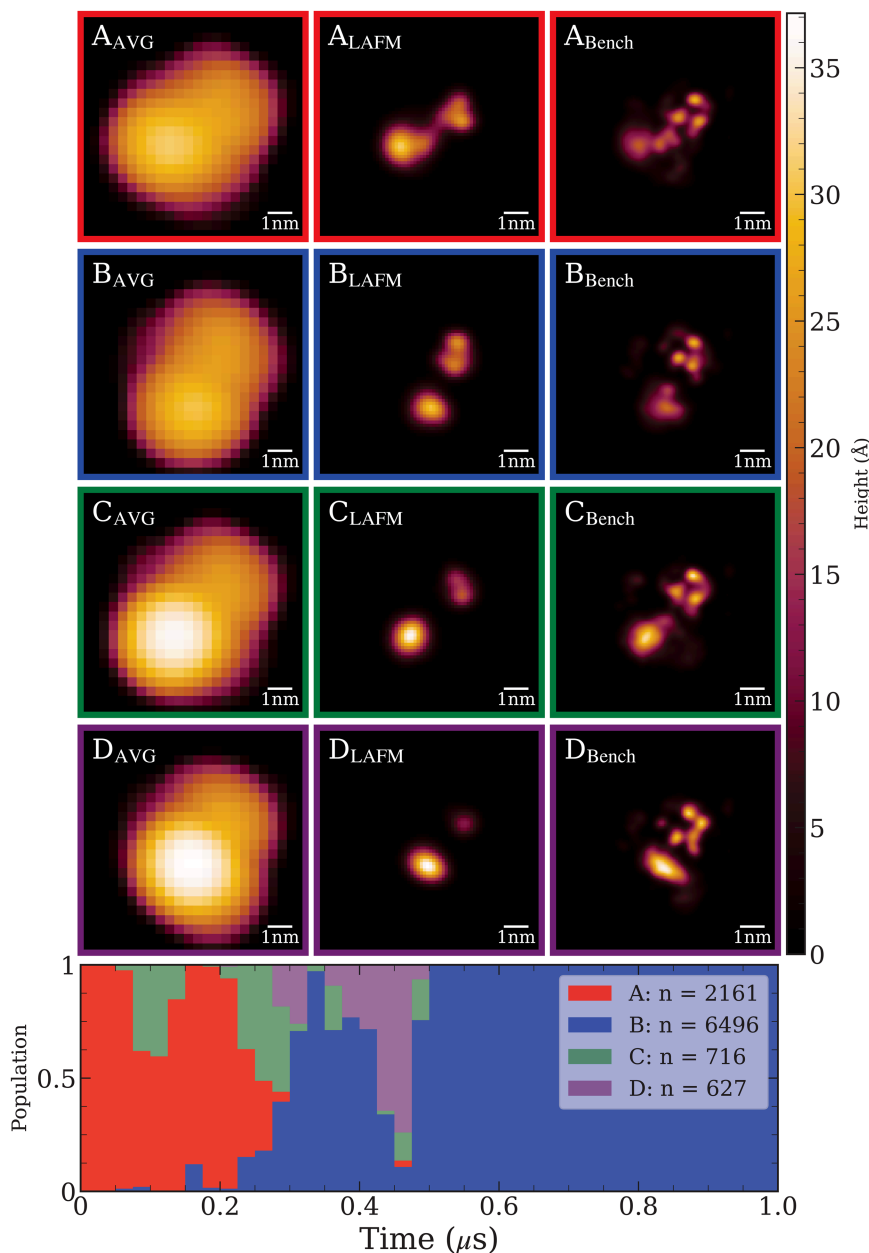 A_AVG
1nm
A_LAFM
1nm
A_Bench
1nm
B_AVG
1nm
B_LAFM
1nm
B_Bench
1nm
C_AVG
1nm
C_LAFM
1nm
C_Bench
1nm
D_AVG
1nm
D_LAFM
1nm
D_Bench
1nm
35
30
25
20
15
10
5
0
Height (Å)
1
0.5
0
Population
A: n = 2161
B: n = 6496
C: n = 716
D: n = 627
0 0.2 0.4 0.6 0.8 1.0
Time (μs)